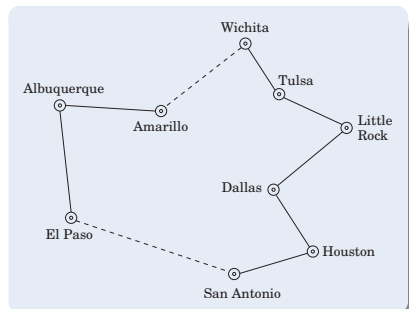 Wichita
Albuquerque
Tulsa
Amarillo
Little
Rock
Dallas
El Paso
Houston
San Antonio